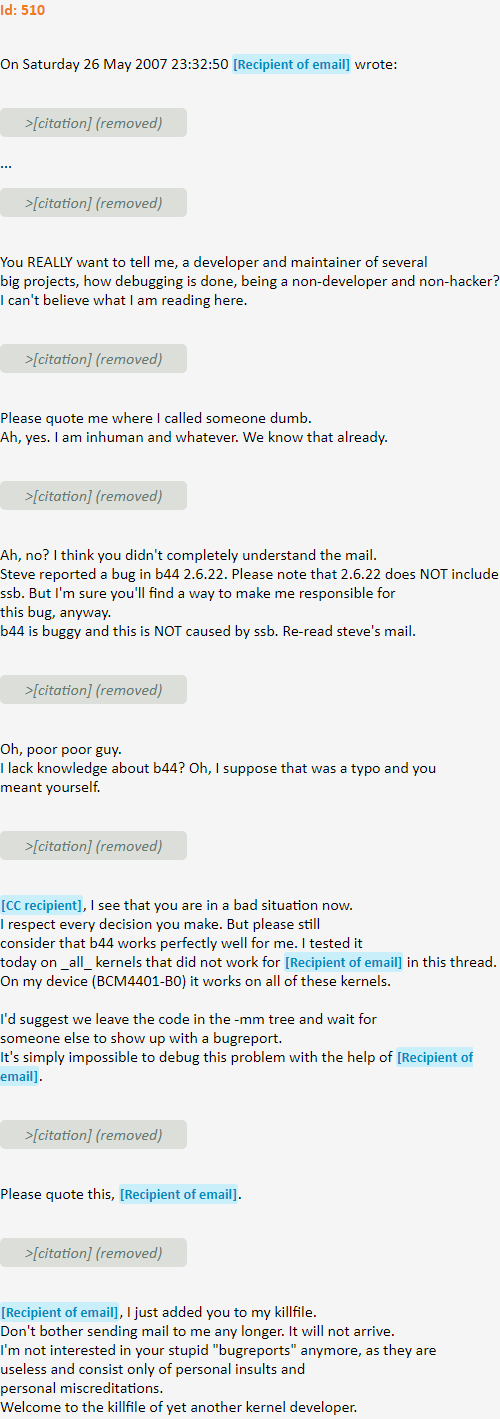 Id: 510
On Saturday 26 May 2007 23:32:50 [Recipient of email] wrote:
>[citation] (removed)
...
>[citation] (removed)
You REALLY want to tell me, a developer and maintainer of several
big projects, how debugging is done, being a non-developer and non-hacker?
I can't believe what I am reading here.
>[citation] (removed)
Please quote me where I called someone dumb.
Ah, yes. I am inhuman and whatever. We know that already.
>[citation] (removed)
Ah, no? I think you didn't completely understand the mail.
Steve reported a bug in b44 2.6.22. Please note that 2.6.22 does NOT include
ssb. But I'm sure you'll find a way to make me responsible for
this bug, anyway.
b44 is buggy and this is NOT caused by ssb. Re-read steve's mail.
>[citation] (removed)
Oh, poor poor guy.
I lack knowledge about b44? Oh, I suppose that was a typo and you
meant yourself.
>[citation] (removed)
[CC recipient], I see that you are in a bad situation now.
I respect every decision you make. But please still
consider that b44 works perfectly well for me. I tested it
today on _all_ kernels that did not work for [Recipient of email] in this thread.
On my device (BCM4401-B0) it works on all of these kernels.
I'd suggest we leave the code in the -mm tree and wait for
someone else to show up with a bugreport.
It's simply impossible to debug this problem with the help of [Recipient of
email].
>[citation] (removed)
Please quote this, [Recipient of email].
>[citation] (removed)
[Recipient of email], I just added you to my killfile.
Don't bother sending mail to me any longer. It will not arrive.
I'm not interested in your stupid "bugreports" anymore, as they are
useless and consist only of personal insults and
personal miscreditations.
Welcome to the killfile of yet another kernel developer.